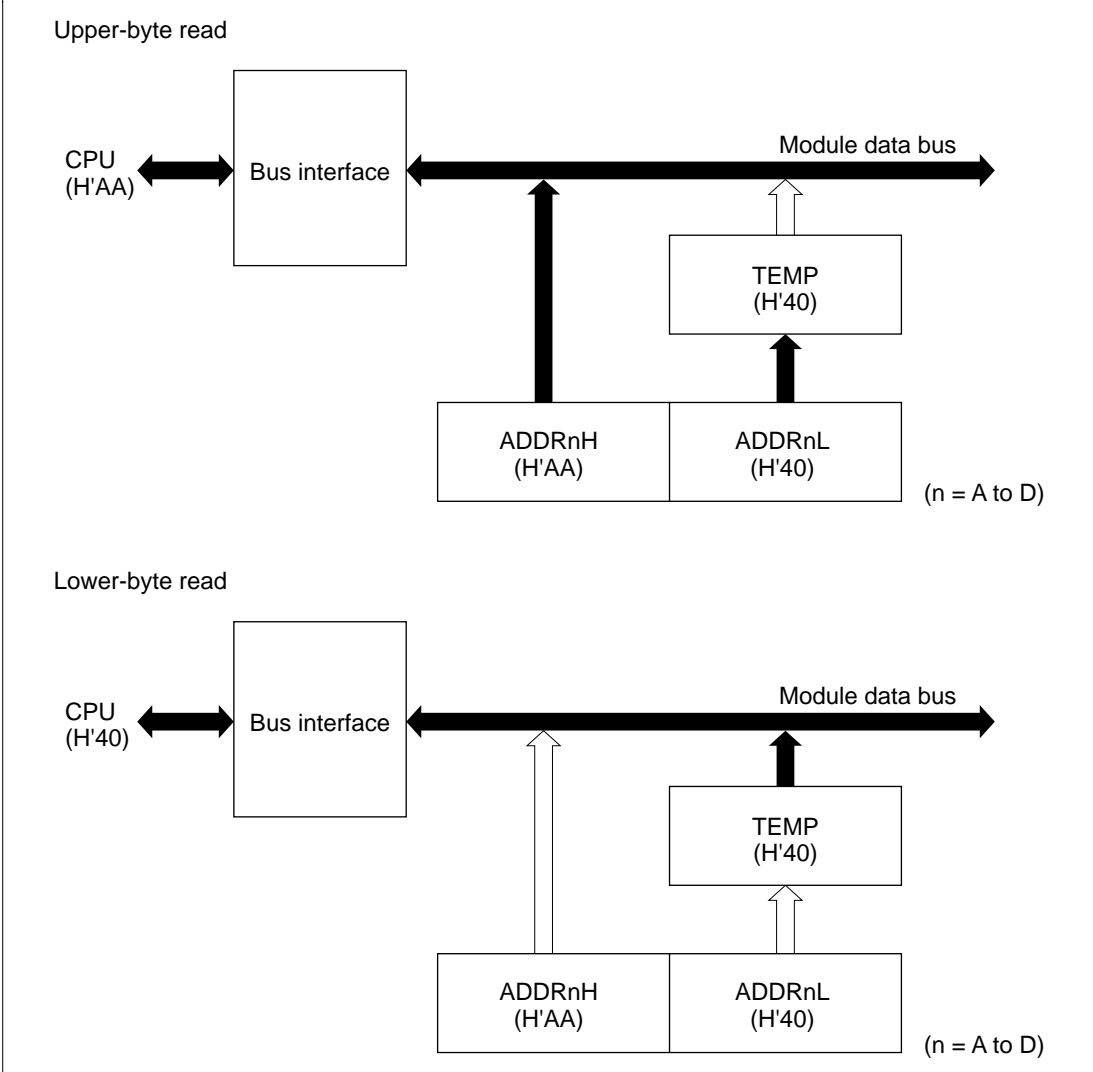 Upper-byte read
Module data bus
CPU
(H'AA)
Bus interface
TEMP
(H'40)
ADDRnH
(H'AA)
ADDRnL
(H'40)
(n = A to D)
Lower-byte read
Module data bus
CPU
(H'40)
Bus interface
TEMP
(H'40)
ADDRnH
(H'AA)
ADDRnL
(H'40)
(n = A to D)